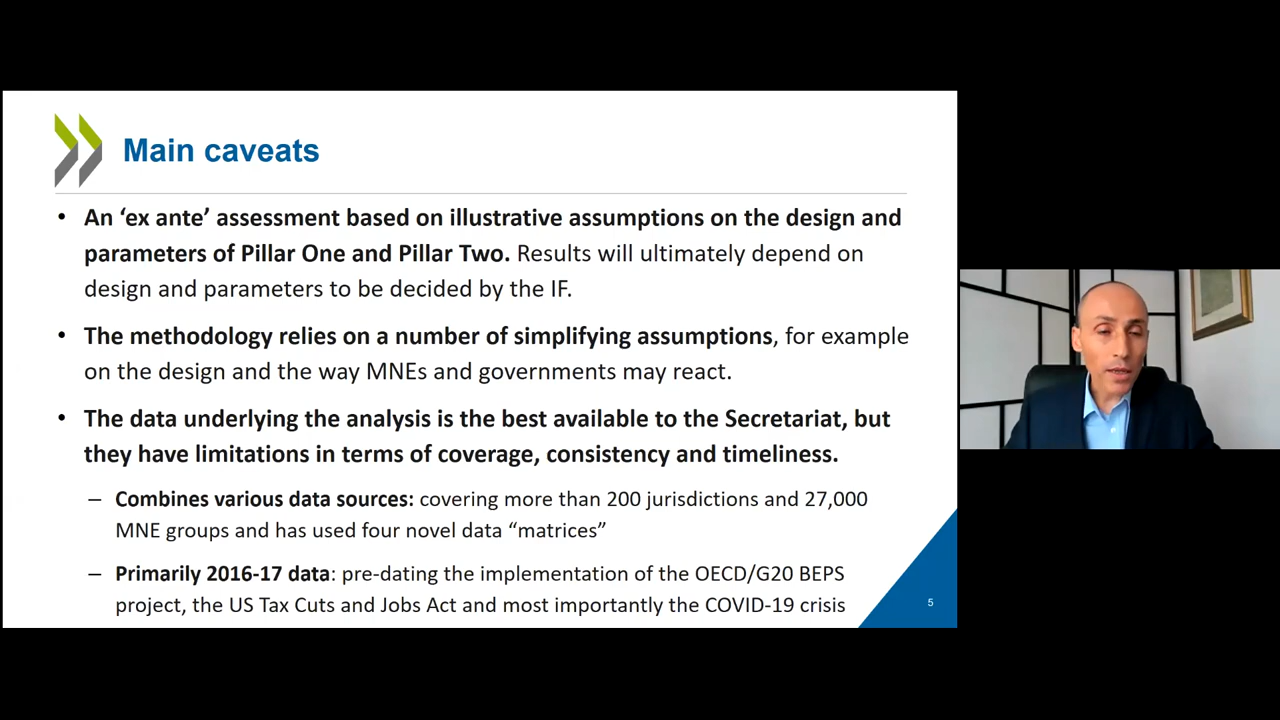 Main caveats
• An ‘ex ante’ assessment based on illustrative assumptions on the design and
parameters of Pillar One and Pillar Two. Results will ultimately depend on
design and parameters to be decided by the IF.
• The methodology relies on a number of simplifying assumptions, for example
on the design and the way MNEs and governments may react.
• The data underlying the analysis is the best available to the Secretariat, but
they have limitations in terms of coverage, consistency and timeliness.
– Combines various data sources: covering more than 200 jurisdictions and 27,000
MNE groups and has used four novel data “matrices”
– Primarily 2016-17 data: pre-dating the implementation of the OECD/G20 BEPS
project, the US Tax Cuts and Jobs Act and most importantly the COVID-19 crisis
5